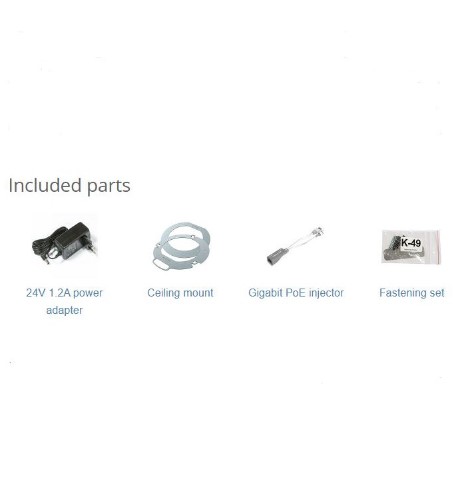 Included parts
K-49
24V 1.2A power
adapter
Ceiling mount
Gigabit PoE injector
Fastening set